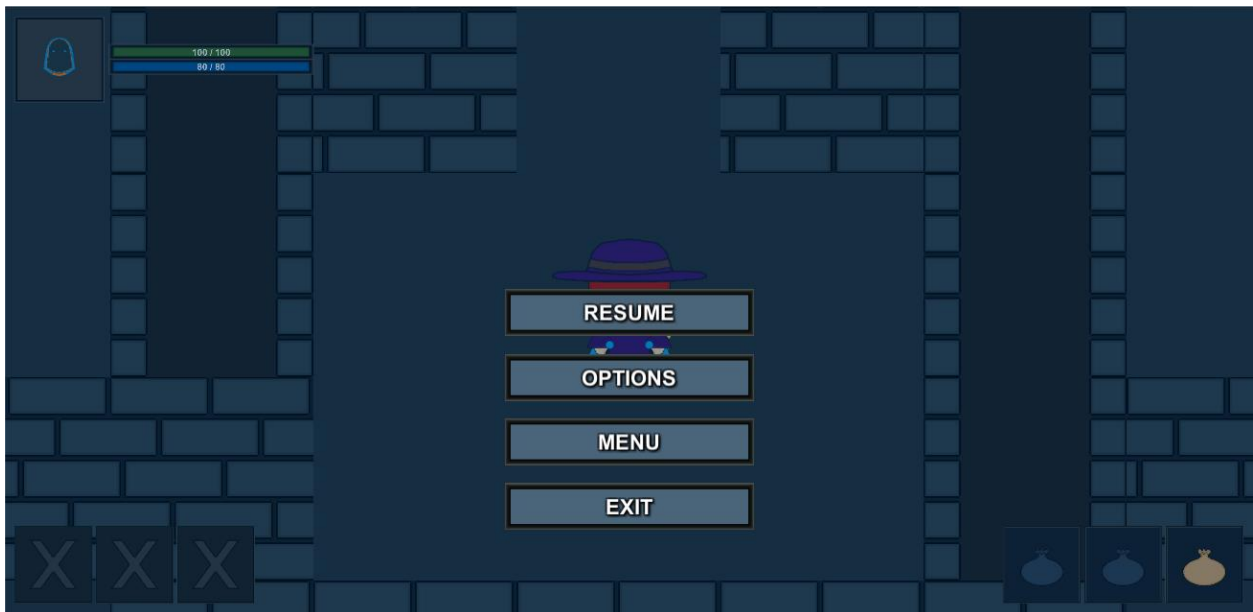 100 / 100
80 / 80
RESUME
OPTIONS
MENU
EXIT
X X X